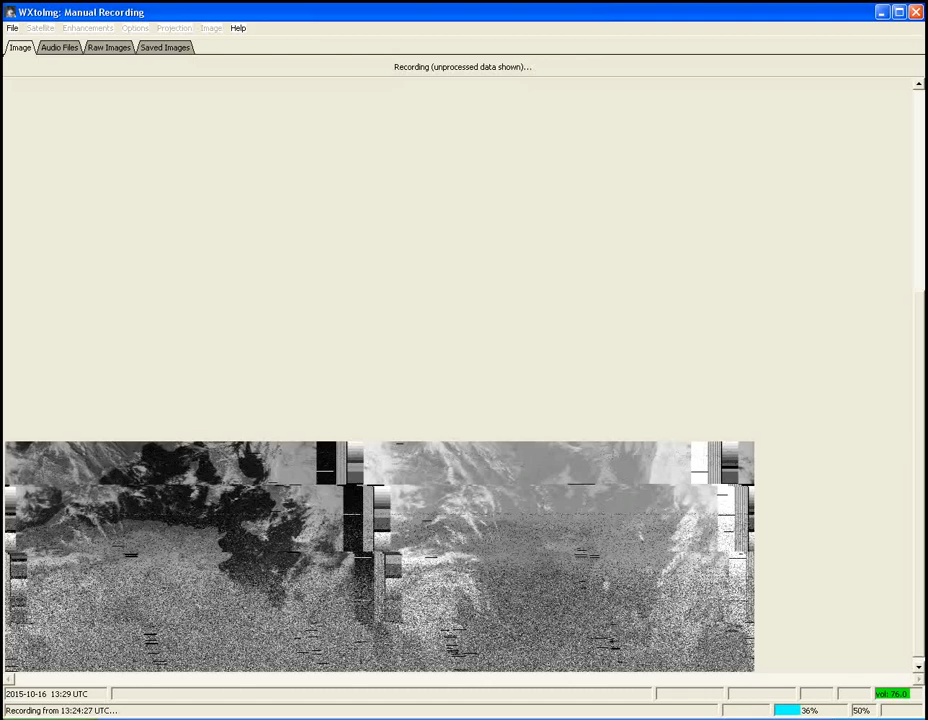 WXtoImg: Manual Recording
File Satellite Enhancements Options Projection Image Help
Image Audio Files Raw Images Saved Images
Recording (unprocessed data shown)...
2015-10-16 13:29 UTC
vol: 76.0
Recording from 13:24:27 UTC...
36%
50%